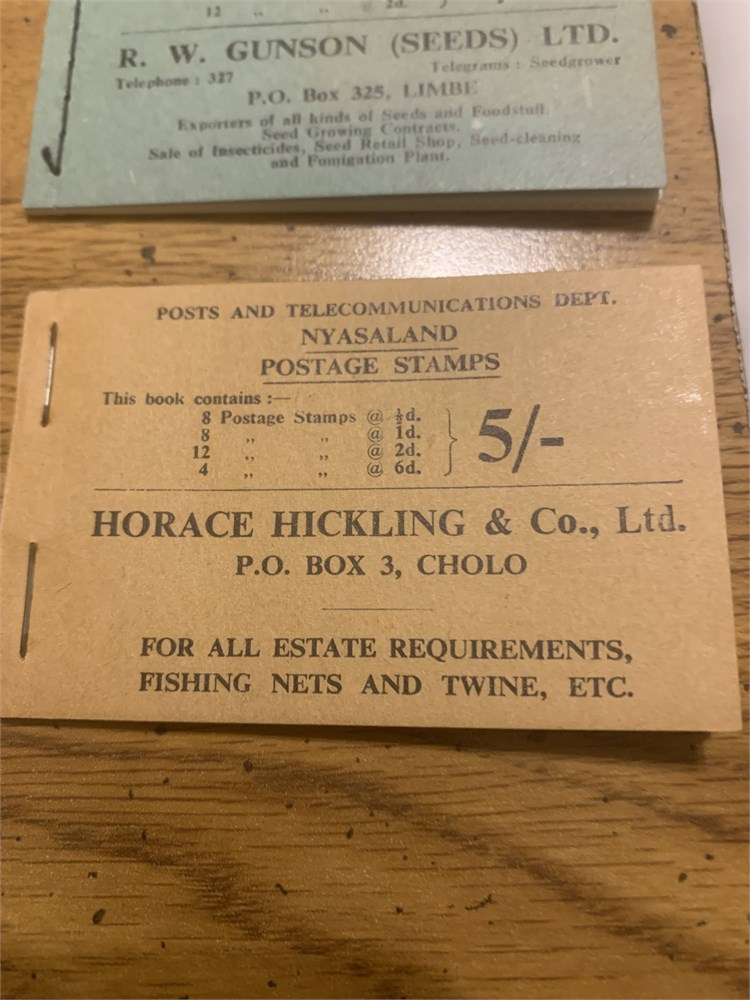 12 ,, ,, 2d.
R. W. GUNSON (SEEDS) LTD.
Telephone : 327 Telegrams : Seedgrower
P.O. Box 325, LIMBE
Exporters of all kinds of Seeds and Foodstuff.
Seed Growing Contracts.
Sale of Insecticides, Seed Retail Shop, Seed-cleaning
and Fumigation Plant.
POSTS AND TELECOMMUNICATIONS DEPT.
NYASALAND
POSTAGE STAMPS
This book contains :—
8 Postage Stamps @ ½d.
8 ,, ,, @ 1d.
12 ,, ,, @ 2d.
4 ,, ,, @ 6d.
5/-
HORACE HICKLING & Co., Ltd.
P.O. BOX 3, CHOLO
FOR ALL ESTATE REQUIREMENTS,
FISHING NETS AND TWINE, ETC.